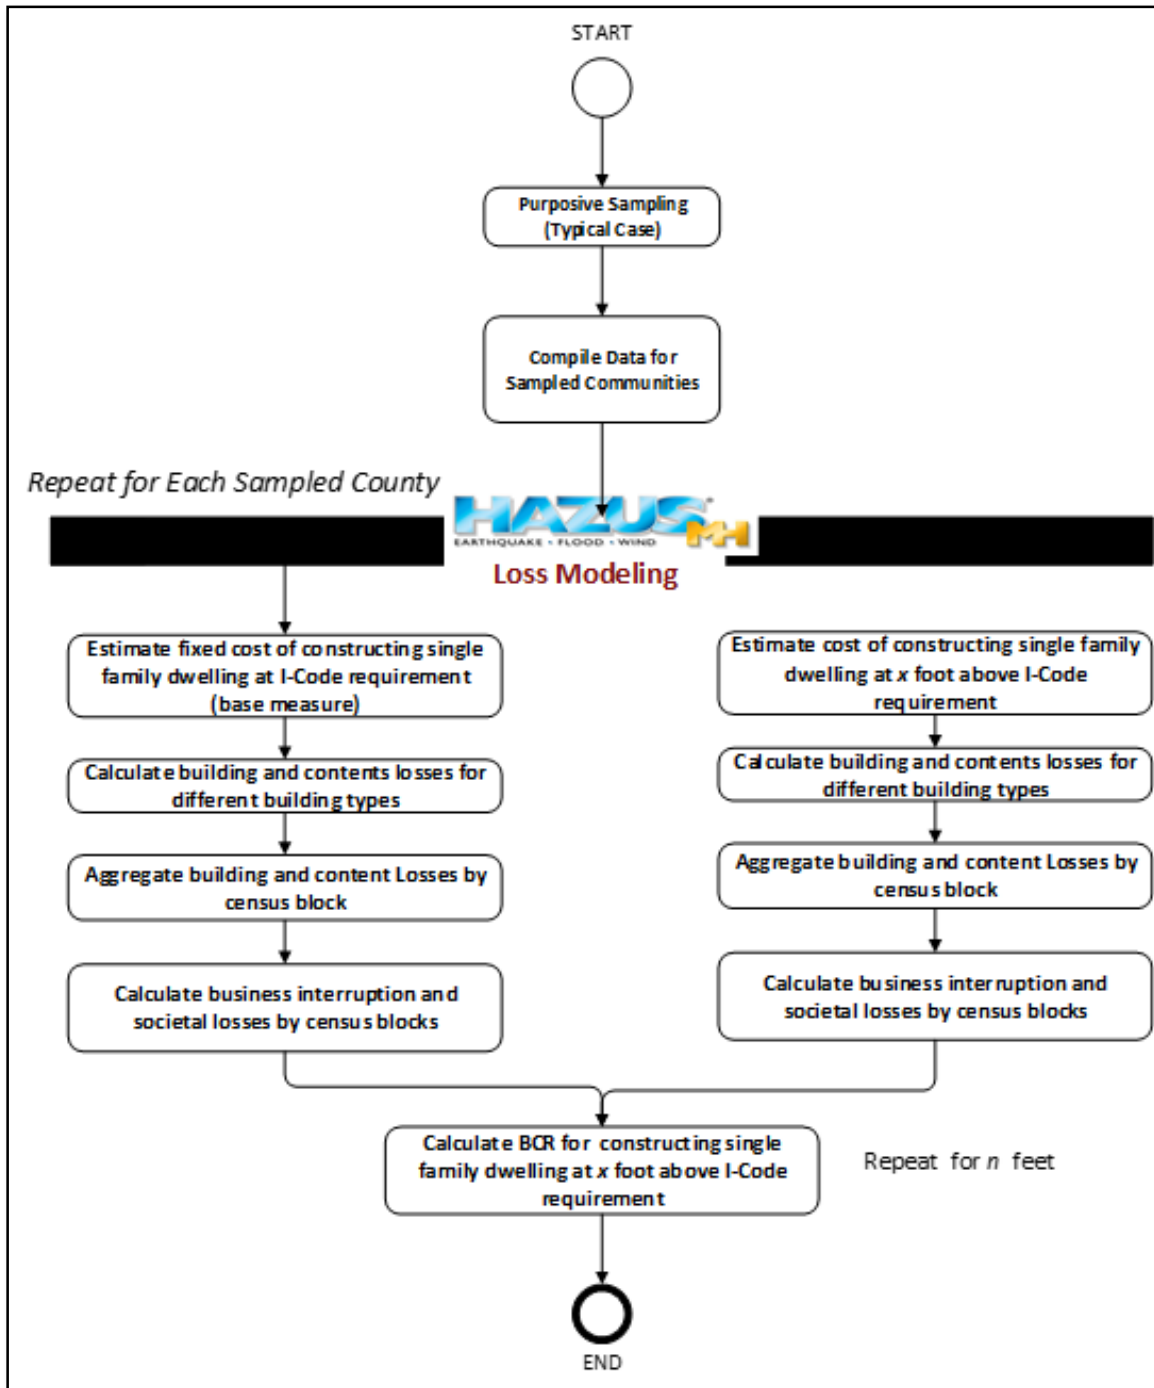 START
Purposive Sampling
(Typical Case)
Compile Data for
Sampled Communities
Repeat for Each Sampled County
HAZUS MH
EARTHQUAKE • FLOOD • WIND
Loss Modeling
Estimate fixed cost of constructing single
family dwelling at I-Code requirement
(base measure)
Calculate building and contents losses for
different building types
Aggregate building and content Losses by
census block
Calculate business interruption and
societal losses by census blocks
Estimate cost of constructing single family
dwelling at x foot above I-Code
requirement
Calculate building and contents losses for
different building types
Aggregate building and content Losses by
census block
Calculate business interruption and
societal losses by census blocks
Calculate BCR for constructing single
family dwelling at x foot above I-Code
requirement
Repeat for n feet
END